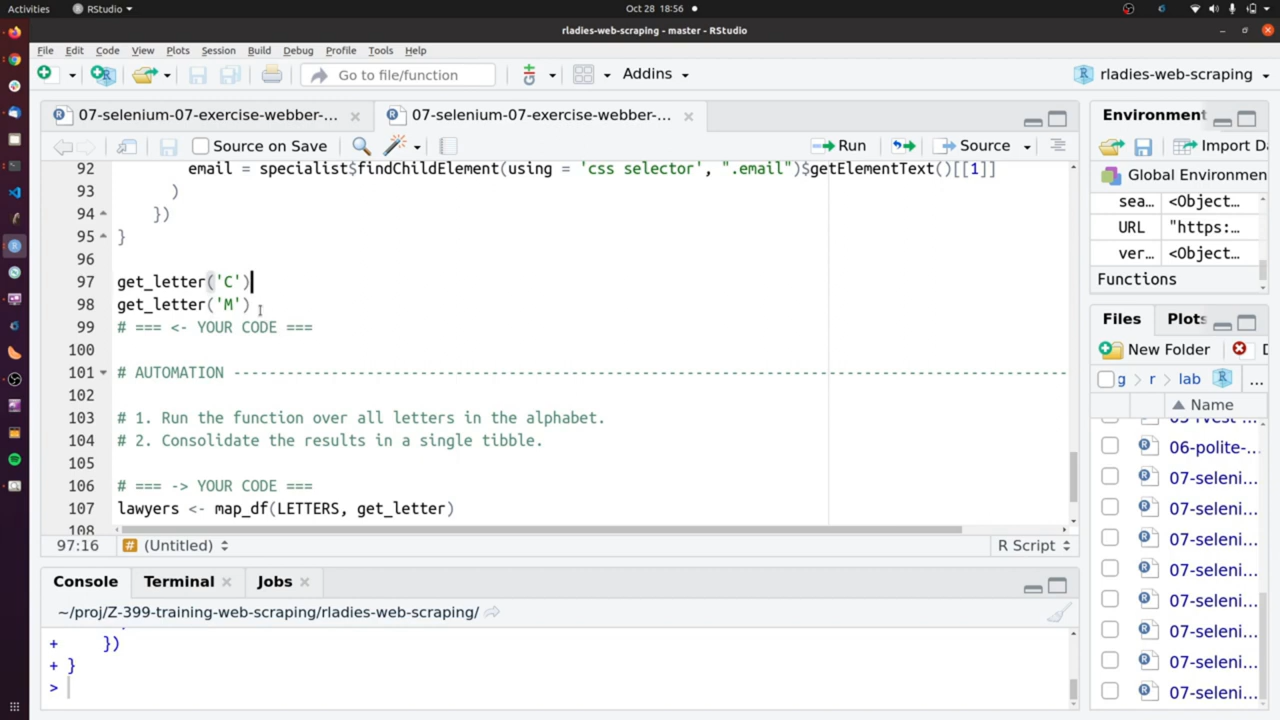 Activities RStudio Oct 28 18:56
rladies-web-scraping - master - RStudio
File Edit Code View Plots Session Build Debug Profile Tools Help
Go to file/function Addins rladies-web-scraping
07-selenium-07-exercise-webber-... 07-selenium-07-exercise-webber-...
Source on Save Run Source
92 email = specialist$findChildElement(using = 'css selector', ".email")$getElementText()[[1]]
93 )
94 })
95 }
96
97 get_letter('C')
98 get_letter('M')
99 # === <- YOUR CODE ===
100
101 # AUTOMATION --------------------------------------------------------------------------------------------
102
103 # 1. Run the function over all letters in the alphabet.
104 # 2. Consolidate the results in a single tibble.
105
106 # === -> YOUR CODE ===
107 lawyers <- map_df(LETTERS, get_letter)
108
97:16 (Untitled) R Script
Console Terminal Jobs
~/proj/Z-399-training-web-scraping/rladies-web-scraping/
+ })
+ }
>
Environment
Import Da
Global Environment
sea... <Object...
URL "https:...
ver... <Object...
Functions
Files Plots
New Folder
g > r > lab ...
Name
06-polite-...
07-seleni...
07-seleni...
07-seleni...
07-seleni...
07-seleni...
07-seleni...
07-seleni...
07-seleni...